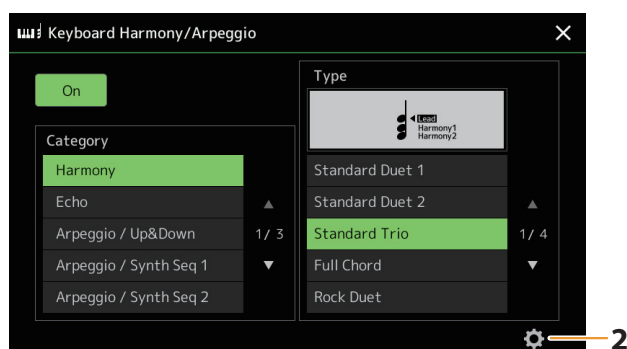 Keyboard Harmony/Arpeggio
On
Category
Harmony
Echo
Arpeggio / Up&Down
Arpeggio / Synth Seq 1
Arpeggio / Synth Seq 2
1/ 3
Type
Lead
Harmony1
Harmony2
Standard Duet 1
Standard Duet 2
Standard Trio
Full Chord
Rock Duet
1/ 4
2